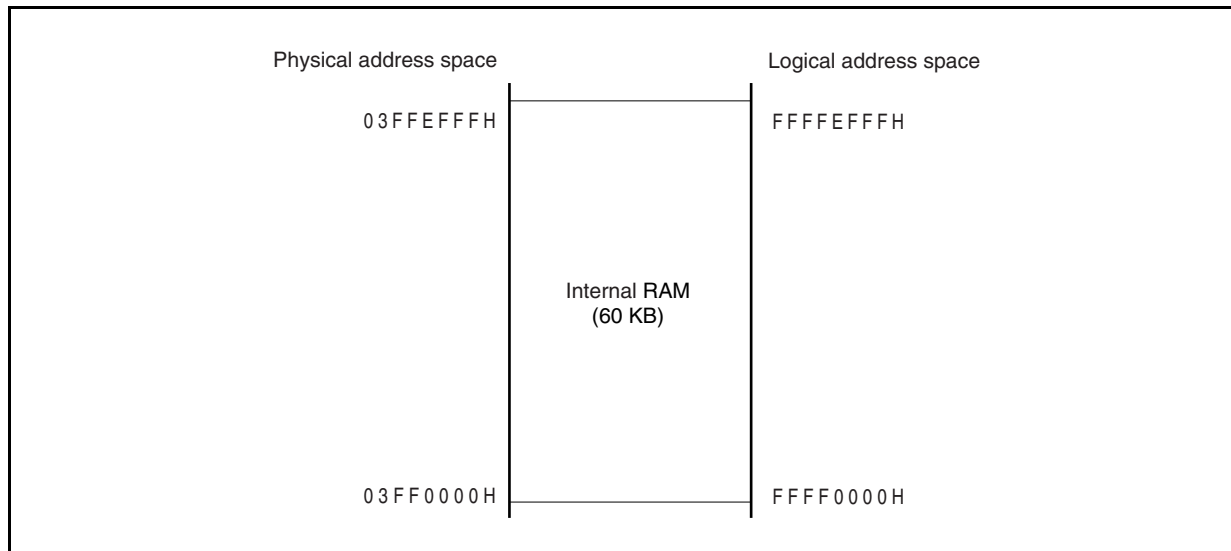 Physical address space
Logical address space
03FFEFFFH
FFFFEFFFH
Internal RAM
(60 KB)
03FF0000H
FFFF0000H